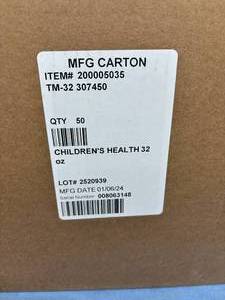 MFG CARTON
ITEM# 200005035
TM-32 307450
QTY 50
CHILDREN'S HEALTH 32
oz
LOT# 2520939
MFG DATE 01/06/24
Serial Number: 008063148